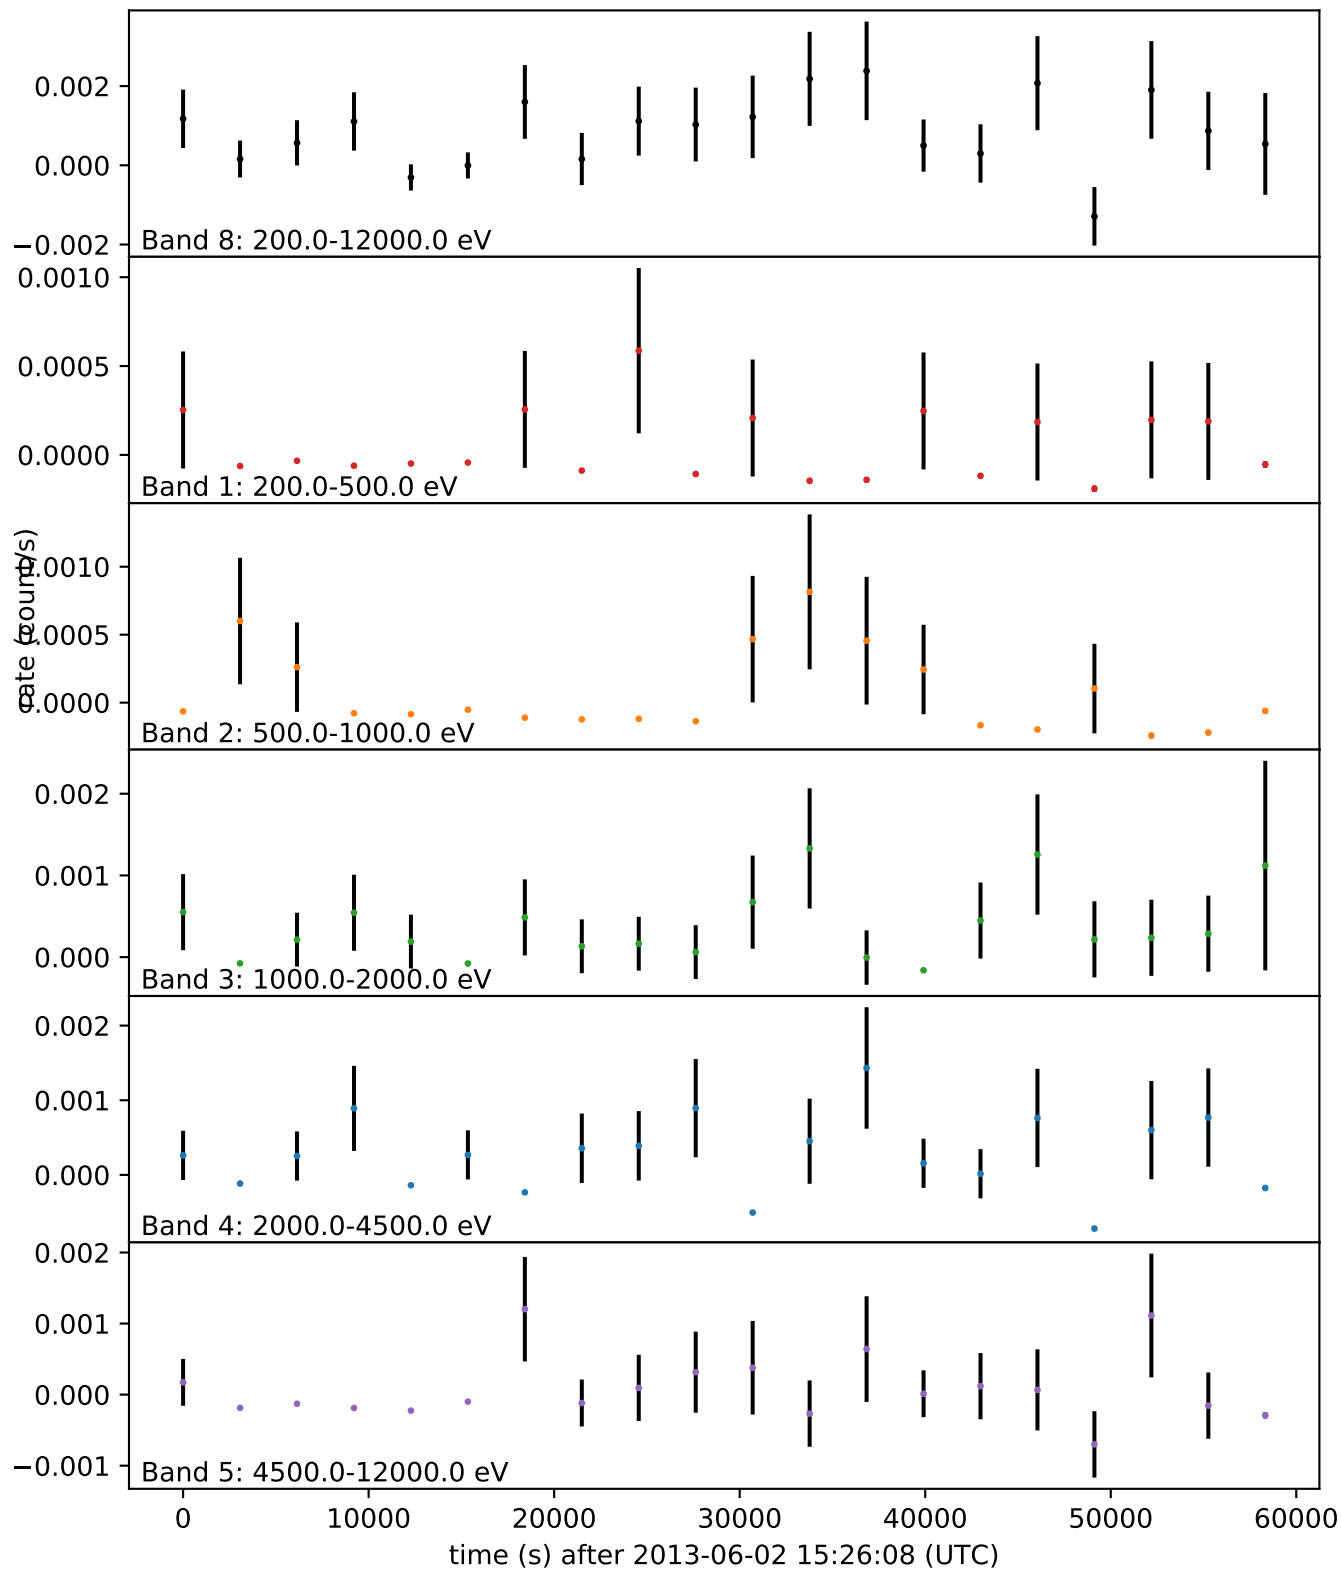 0.002
0.000
−0.002
Band 8: 200.0-12000.0 eV
0.0010
0.0005
0.0000
Band 1: 200.0-500.0 eV
rate (count/s)
0.0010
0.0005
0.0000
Band 2: 500.0-1000.0 eV
0.002
0.001
0.000
Band 3: 1000.0-2000.0 eV
0.002
0.001
0.000
Band 4: 2000.0-4500.0 eV
0.002
0.001
0.000
−0.001
Band 5: 4500.0-12000.0 eV
0 10000 20000 30000 40000 50000 60000
time (s) after 2013-06-02 15:26:08 (UTC)